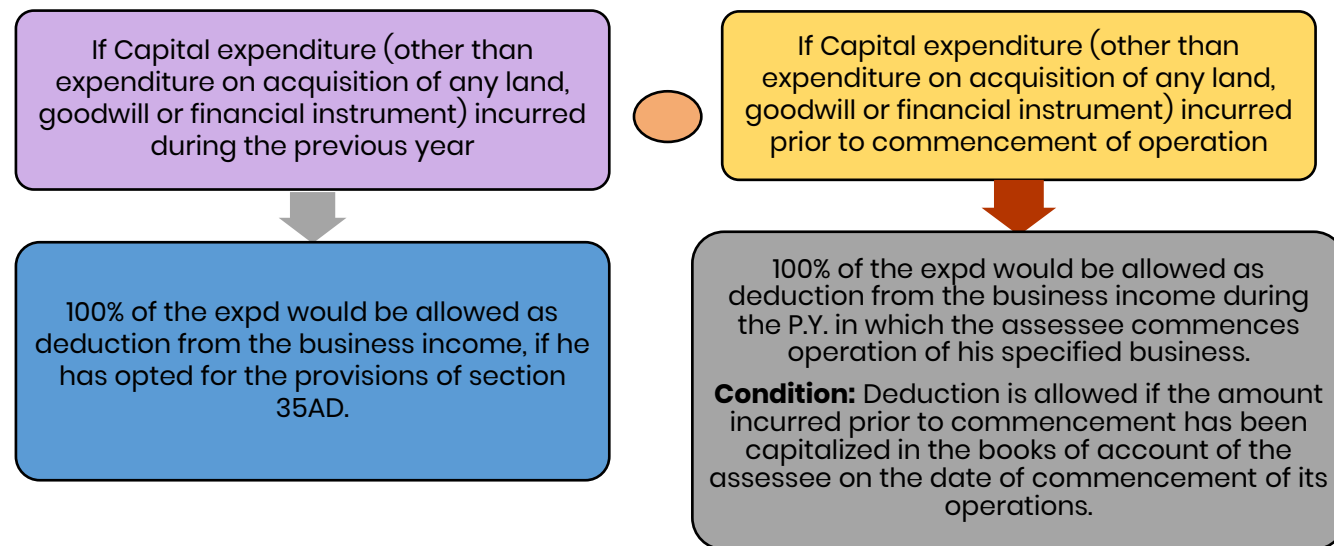 If Capital expenditure (other than
expenditure on acquisition of any land,
goodwill or financial instrument) incurred
during the previous year
If Capital expenditure (other than
expenditure on acquisition of any land,
goodwill or financial instrument) incurred
prior to commencement of operation
100% of the expd would be allowed as
deduction from the business income, if he
has opted for the provisions of section
35AD.
100% of the expd would be allowed as
deduction from the business income during
the P.Y. in which the assessee commences
operation of his specified business.
Condition: Deduction is allowed if the amount
incurred prior to commencement has been
capitalized in the books of account of the
assessee on the date of commencement of its
operations.